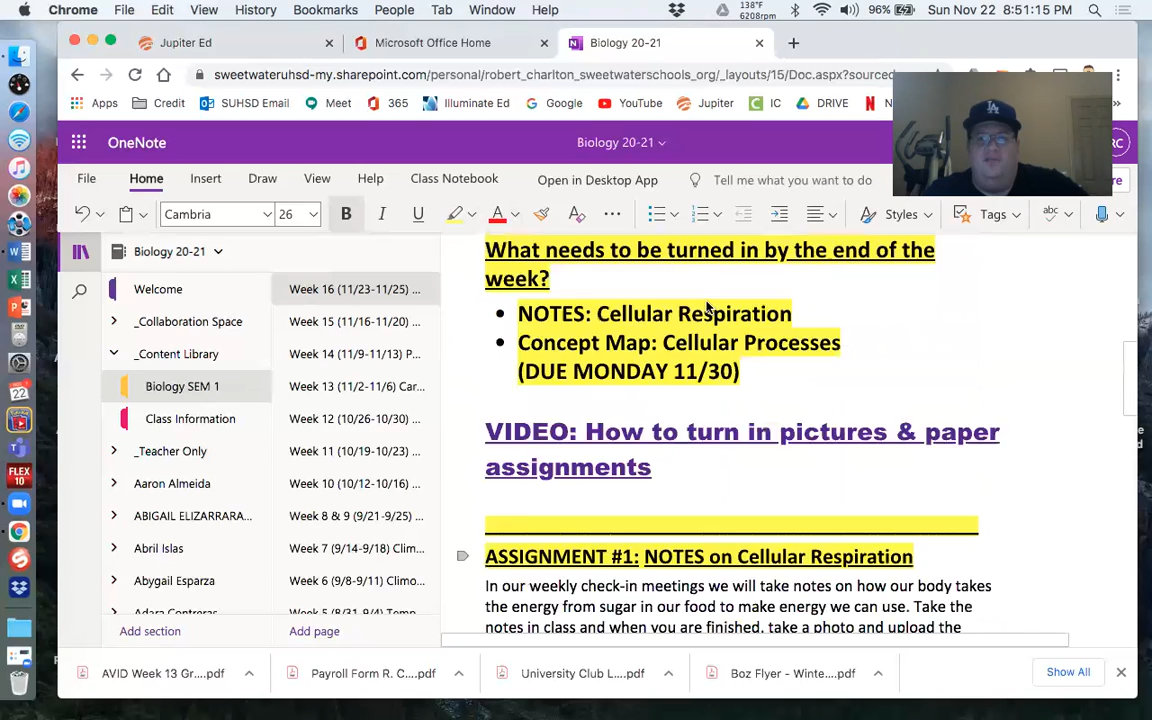 Chrome File Edit View History Bookmarks People Tab Window Help 138°F 6208rpm 96% Sun Nov 22 8:51:15 PM
Jupiter Ed × Microsoft Office Home × Biology 20-21 × +
sweetwateruhsd-my.sharepoint.com/personal/robert_charlton_sweetwaterschools_org/_layouts/15/Doc.aspx?sourced
Apps Credit SUHSD Email Meet 365 Illuminate Ed Google YouTube Jupiter IC DRIVE N
OneNote Biology 20-21 RC
File Home Insert Draw View Help Class Notebook Open in Desktop App Tell me what you want to do
Cambria 26 B I U A Styles Tags abc
Biology 20-21
Welcome
_Collaboration Space
_Content Library
Biology SEM 1
Class Information
_Teacher Only
Aaron Almeida
ABIGAIL ELIZARRARA...
Abril Islas
Abygail Esparza
Adara Contreras
Add section
Week 16 (11/23-11/25) ...
Week 15 (11/16-11/20) ...
Week 14 (11/9-11/13) P...
Week 13 (11/2-11/6) Car...
Week 12 (10/26-10/30) ...
Week 11 (10/19-10/23) ...
Week 10 (10/12-10/16) ...
Week 8 & 9 (9/21-9/25) ...
Week 7 (9/14-9/18) Clim...
Week 6 (9/8-9/11) Climo...
Week 5 (8/31-9/4) Temp...
Add page
What needs to be turned in by the end of the
week?
• NOTES: Cellular Respiration
• Concept Map: Cellular Processes
(DUE MONDAY 11/30)
VIDEO: How to turn in pictures & paper
assignments
ASSIGNMENT #1: NOTES on Cellular Respiration
In our weekly check-in meetings we will take notes on how our body takes
the energy from sugar in our food to make energy we can use. Take the
notes in class and when you are finished, take a photo and upload the
AVID Week 13 Gr....pdf Payroll Form R. C....pdf University Club L....pdf Boz Flyer - Winte....pdf Show All ×